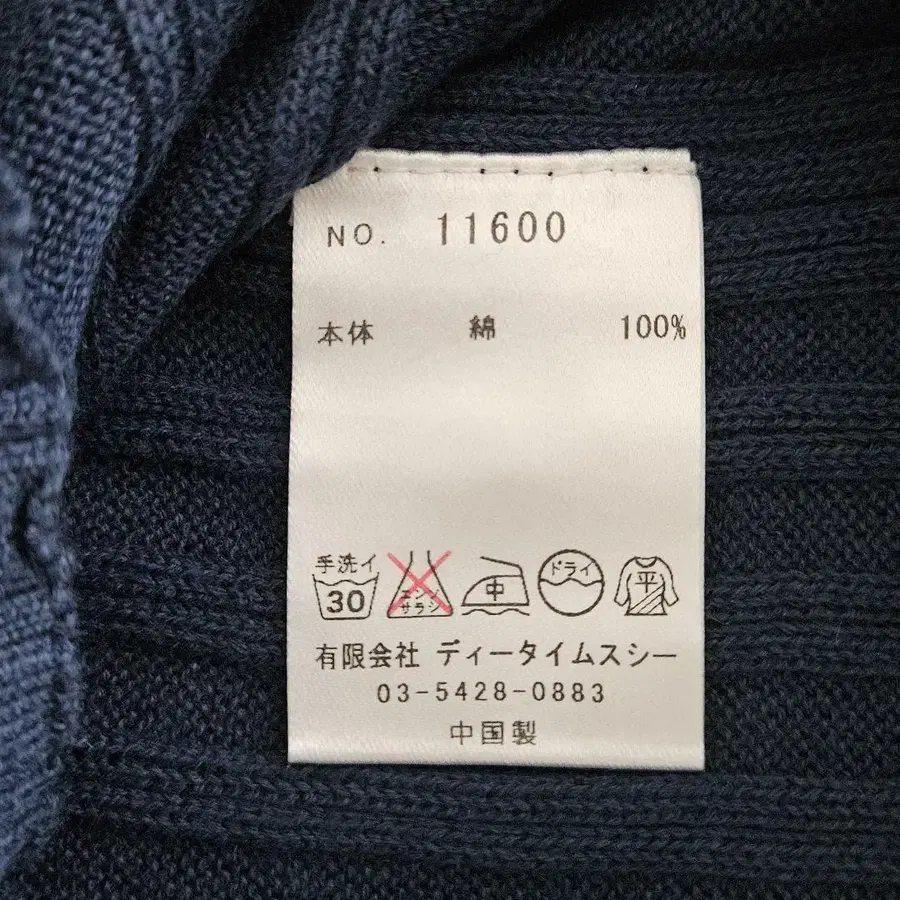 NO. 11600
本体 綿 100%
手洗イ 30 エンソサラシ 中 ドライ 平
有限会社 ディータイムスシー
03-5428-0883
中国製